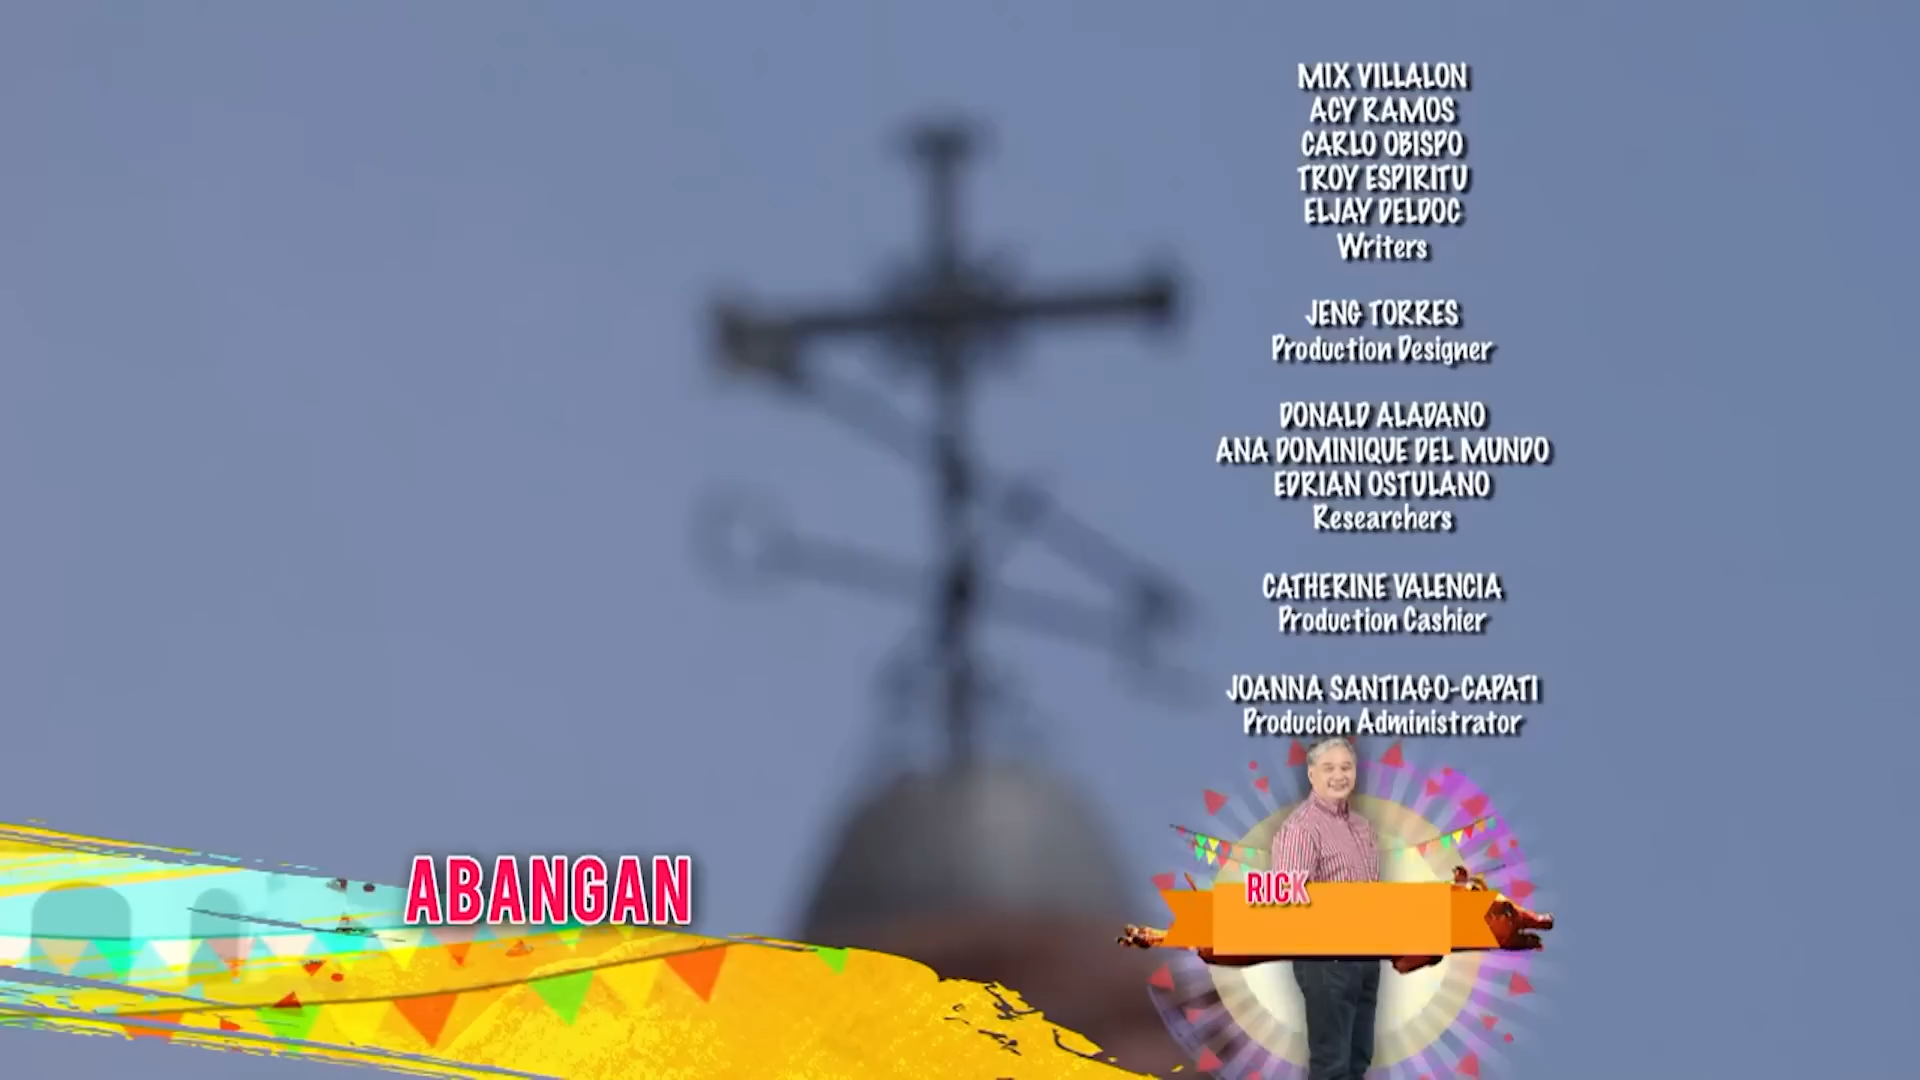 MIX VILLALON
ACY RAMOS
CARLO OBISPO
TROY ESPIRITU
ELJAY DELDOC
Writers
JENG TORRES
Production Designer
DONALD ALADANO
ANA DOMINIQUE DEL MUNDO
EDRIAN OSTULANO
Researchers
CATHERINE VALENCIA
Production Cashier
JOANNA SANTIAGO-CAPATI
Producion Administrator
ABANGAN
RICK